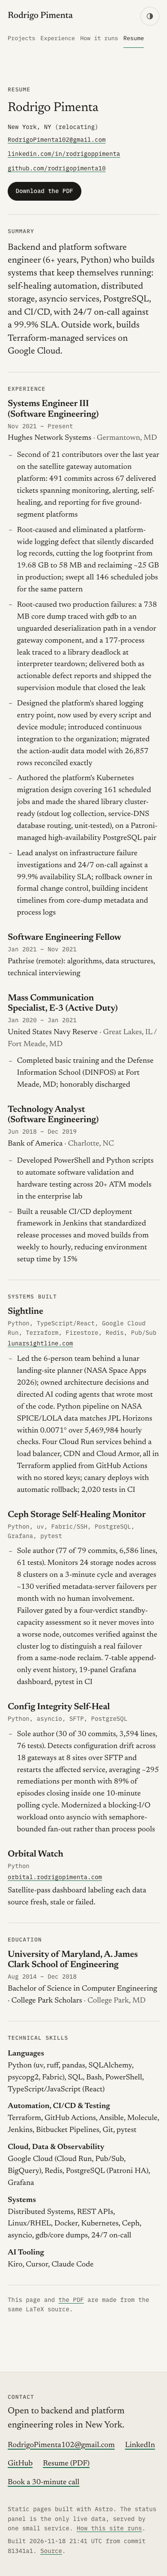 Rodrigo Pimenta
Projects Experience How it runs Resume
RESUME
Rodrigo Pimenta
New York, NY (relocating)
RodrigoPimenta102@gmail.com
linkedin.com/in/rodrigoppimenta
github.com/rodrigopimenta10
Download the PDF
SUMMARY
Backend and platform software
engineer (6+ years, Python) who builds
systems that keep themselves running:
self-healing automation, distributed
storage, async services, PostgreSQL,
and CI/CD, with 24/7 on-call against
a 99.9% SLA. Outside work, builds
Terraform-managed services on
Google Cloud.
EXPERIENCE
Systems Engineer III
(Software Engineering)
Nov 2021 – Present
Hughes Network Systems · Germantown, MD
– Second of 21 contributors over the last year
on the satellite gateway automation
platform: 491 commits across 67 delivered
tickets spanning monitoring, alerting, self-
healing, and reporting for five ground-
segment platforms
– Root-caused and eliminated a platform-
wide logging defect that silently discarded
log records, cutting the log footprint from
19.68 GB to 58 MB and reclaiming ~25 GB
in production; swept all 146 scheduled jobs
for the same pattern
– Root-caused two production failures: a 738
MB core dump traced with gdb to an
unguarded deserialization path in a vendor
gateway component, and a 177-process
leak traced to a library deadlock at
interpreter teardown; delivered both as
actionable defect reports and shipped the
supervision module that closed the leak
– Designed the platform's shared logging
entry point, now used by every script and
device module; introduced continuous
integration to the organization; migrated
the action-audit data model with 26,857
rows reconciled exactly
– Authored the platform's Kubernetes
migration design covering 161 scheduled
jobs and made the shared library cluster-
ready (stdout log collection, service-DNS
database routing, unit-tested), on a Patroni-
managed high-availability PostgreSQL pair
– Lead analyst on infrastructure failure
investigations and 24/7 on-call against a
99.9% availability SLA; rollback owner in
formal change control, building incident
timelines from core-dump metadata and
process logs
Software Engineering Fellow
Jan 2021 – Nov 2021
Pathrise (remote): algorithms, data structures,
technical interviewing
Mass Communication
Specialist, E-3 (Active Duty)
Jan 2020 – Jan 2021
United States Navy Reserve · Great Lakes, IL /
Fort Meade, MD
– Completed basic training and the Defense
Information School (DINFOS) at Fort
Meade, MD; honorably discharged
Technology Analyst
(Software Engineering)
Jun 2018 – Dec 2019
Bank of America · Charlotte, NC
– Developed PowerShell and Python scripts
to automate software validation and
hardware testing across 20+ ATM models
in the enterprise lab
– Built a reusable CI/CD deployment
framework in Jenkins that standardized
release processes and moved builds from
weekly to hourly, reducing environment
setup time by 15%
SYSTEMS BUILT
Sightline
Python, TypeScript/React, Google Cloud
Run, Terraform, Firestore, Redis, Pub/Sub
lunarsightline.com
– Led the 6-person team behind a lunar
landing-site planner (NASA Space Apps
2026); owned architecture decisions and
directed AI coding agents that wrote most
of the code. Python pipeline on NASA
SPICE/LOLA data matches JPL Horizons
within 0.0071° over 5,469,984 hourly
checks. Four Cloud Run services behind a
load balancer, CDN and Cloud Armor, all in
Terraform applied from GitHub Actions
with no stored keys; canary deploys with
automatic rollback; 2,020 tests in CI
Ceph Storage Self-Healing Monitor
Python, uv, Fabric/SSH, PostgreSQL,
Grafana, pytest
– Sole author (77 of 79 commits, 6,586 lines,
61 tests). Monitors 24 storage nodes across
8 clusters on a 3-minute cycle and averages
~130 verified metadata-server failovers per
month with no human involvement.
Failover gated by a four-verdict standby-
capacity assessment so it never moves into
a worse node, outcomes verified against the
cluster log to distinguish a real failover
from a same-node reclaim. 7-table append-
only event history, 19-panel Grafana
dashboard, pytest in CI
Config Integrity Self-Heal
Python, asyncio, SFTP, PostgreSQL
– Sole author (30 of 30 commits, 3,594 lines,
76 tests). Detects configuration drift across
18 gateways at 8 sites over SFTP and
restarts the affected service, averaging ~295
remediations per month with 89% of
episodes closing inside one 10-minute
polling cycle. Modernized a blocking-I/O
workload onto asyncio with semaphore-
bounded fan-out rather than process pools
Orbital Watch
Python
orbital.rodrigopimenta.com
Satellite-pass dashboard labeling each data
source fresh, stale or failed.
EDUCATION
University of Maryland, A. James
Clark School of Engineering
Aug 2014 – Dec 2018
Bachelor of Science in Computer Engineering
· College Park Scholars · College Park, MD
TECHNICAL SKILLS
Languages
Python (uv, ruff, pandas, SQLAlchemy,
psycopg2, Fabric), SQL, Bash, PowerShell,
TypeScript/JavaScript (React)
Automation, CI/CD & Testing
Terraform, GitHub Actions, Ansible, Molecule,
Jenkins, Bitbucket Pipelines, Git, pytest
Cloud, Data & Observability
Google Cloud (Cloud Run, Pub/Sub,
BigQuery), Redis, PostgreSQL (Patroni HA),
Grafana
Systems
Distributed Systems, REST APIs,
Linux/RHEL, Docker, Kubernetes, Ceph,
asyncio, gdb/core dumps, 24/7 on-call
AI Tooling
Kiro, Cursor, Claude Code
This page and the PDF are made from the
same LaTeX source.
CONTACT
Open to backend and platform
engineering roles in New York.
RodrigoPimenta102@gmail.com LinkedIn
GitHub Resume (PDF)
Book a 30-minute call
Static pages built with Astro. The status
panel is the only live data, served by
one small service. How this site runs.
Built 2026-11-18 21:41 UTC from commit
81341a1. Source.